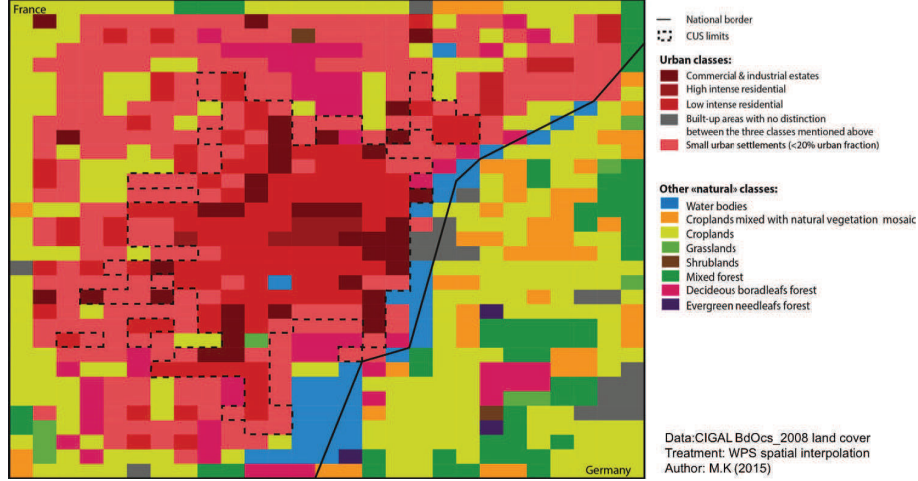 France
National border
CUS limits
Urban classes:
Commercial & industrial estates
High intense residential
Low intense residential
Built-up areas with no distinction
between the three classes mentioned above
Small urban settlements (<20% urban fraction)
Other «natural» classes:
Water bodies
Croplands mixed with natural vegetation mosaic
Croplands
Grasslands
Shrublands
Mixed forest
Decideous boradleafs forest
Evergreen needleafs forest
Data:CIGAL BdOcs_2008 land cover
Treatment: WPS spatial interpolation
Author: M.K (2015)
Germany